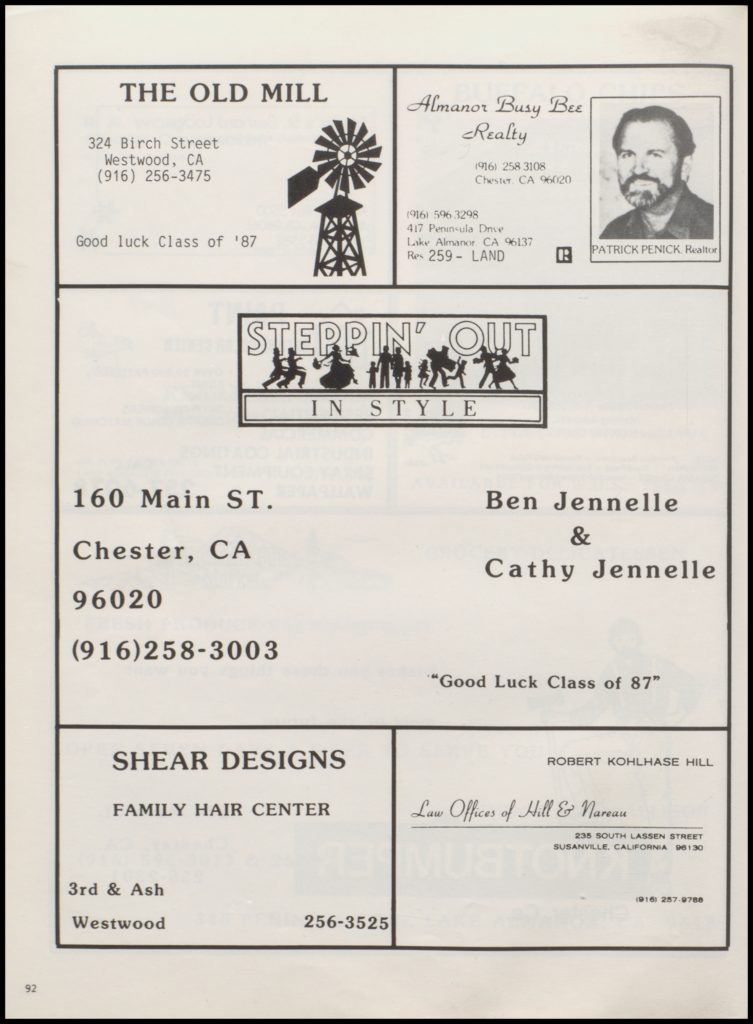 THE OLD MILL
324 Birch Street
Westwood, CA
(916) 256-3475
Good luck Class of '87
Almanor Busy Bee
Realty
(916) 258-3108
Chester, CA 96020
(916) 596-3298
417 Peninsula Drive
Lake Almanor, CA 96137
Res 259 - LAND
PATRICK PENICK, Realtor
STEPPIN' OUT
IN STYLE
160 Main ST.
Chester, CA
96020
(916)258-3003
Ben Jennelle
&
Cathy Jennelle
"Good Luck Class of 87"
SHEAR DESIGNS
FAMILY HAIR CENTER
3rd & Ash
Westwood 256-3525
ROBERT KOHLHASE HILL
Law Offices of Hill & Nareau
235 SOUTH LASSEN STREET
SUSANVILLE, CALIFORNIA 96130
(916) 257-9788
92